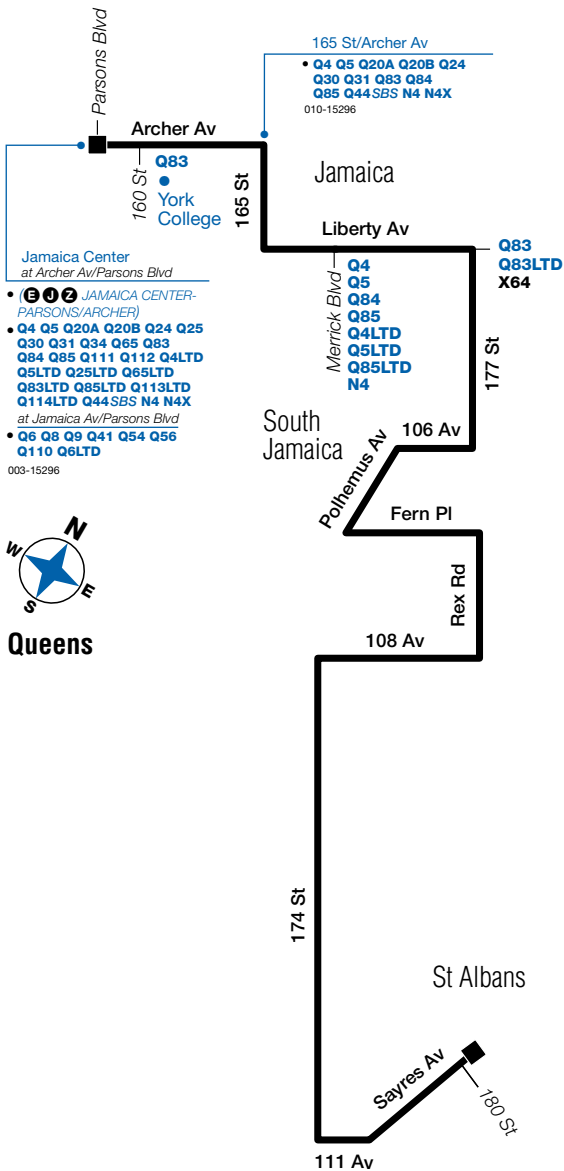 Parsons Blvd
165 St/Archer Av
• Q4 Q5 Q20A Q20B Q24
Q30 Q31 Q83 Q84
Q85 Q44SBS N4 N4X
010-15296
Archer Av
160 St
Q83
York
College
165 St
Jamaica
Liberty Av
Merrick Blvd
Q4
Q5
Q84
Q85
Q4LTD
Q5LTD
Q85LTD
N4
Q83
Q83LTD
X64
177 St
Jamaica Center
at Archer Av/Parsons Blvd
• (E J Z JAMAICA CENTER-
PARSONS/ARCHER)
• Q4 Q5 Q20A Q20B Q24 Q25
Q30 Q31 Q34 Q65 Q83
Q84 Q85 Q111 Q112 Q4LTD
Q5LTD Q25LTD Q65LTD
Q83LTD Q85LTD Q113LTD
Q114LTD Q44SBS N4 N4X
at Jamaica Av/Parsons Blvd
• Q6 Q8 Q9 Q41 Q54 Q56
Q110 Q6LTD
003-15296
South
Jamaica
106 Av
Polhemus Av
Fern Pl
Rex Rd
N
W
E
S
Queens
108 Av
174 St
St Albans
Sayres Av
180 St
111 Av